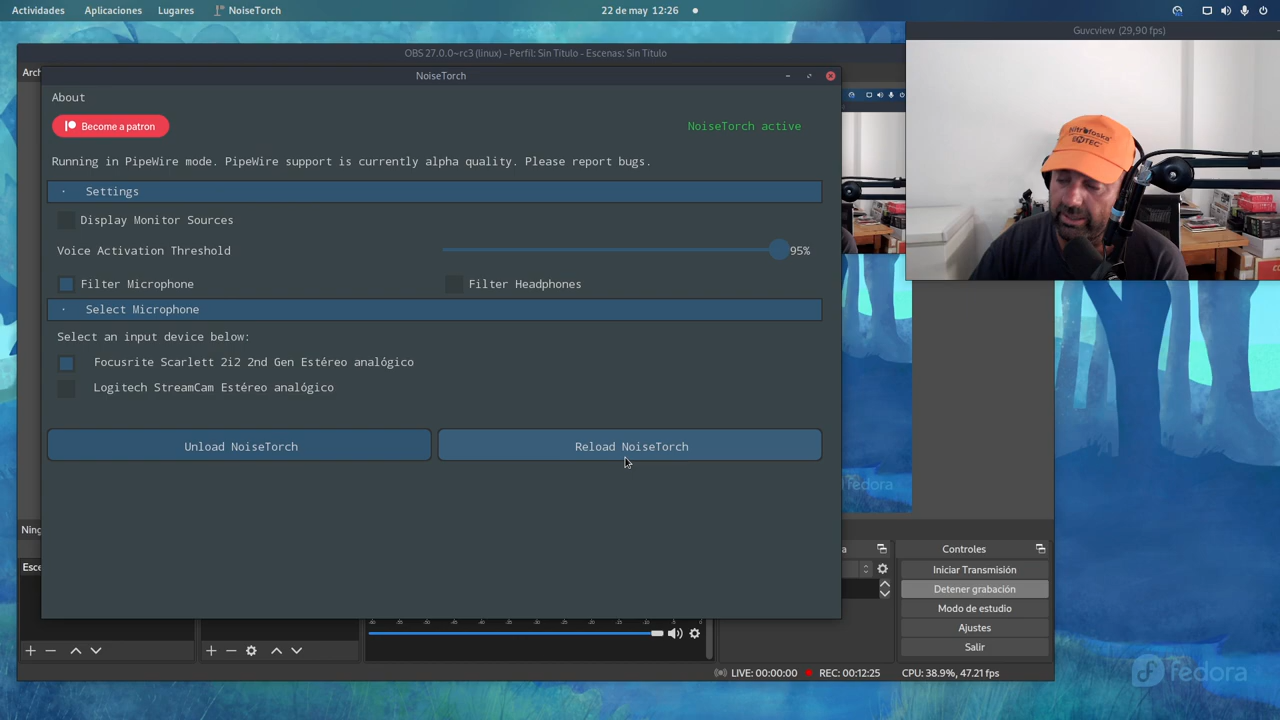 Actividades Aplicaciones Lugares NoiseTorch 22 de may 12:26
Guvcview (29,90 fps)
OBS 27.0.0~rc3 (linux) - Perfil: Sin Título - Escenas: Sin Título
Arch
NoiseTorch
About
Become a patron
NoiseTorch active
Running in PipeWire mode. PipeWire support is currently alpha quality. Please report bugs.
Settings
Display Monitor Sources
Voice Activation Threshold 95%
Filter Microphone Filter Headphones
Select Microphone
Select an input device below:
Focusrite Scarlett 2i2 2nd Gen Estéreo analógico
Logitech StreamCam Estéreo analógico
Unload NoiseTorch Reload NoiseTorch
Nitrofoska
ENTEC
fedora
Ning
Esce
a
Controles
Iniciar Transmisión
Detener grabación
Modo de estudio
Ajustes
Salir
LIVE: 00:00:00 REC: 00:12:25 CPU: 38.9%, 47.21 fps
fedora